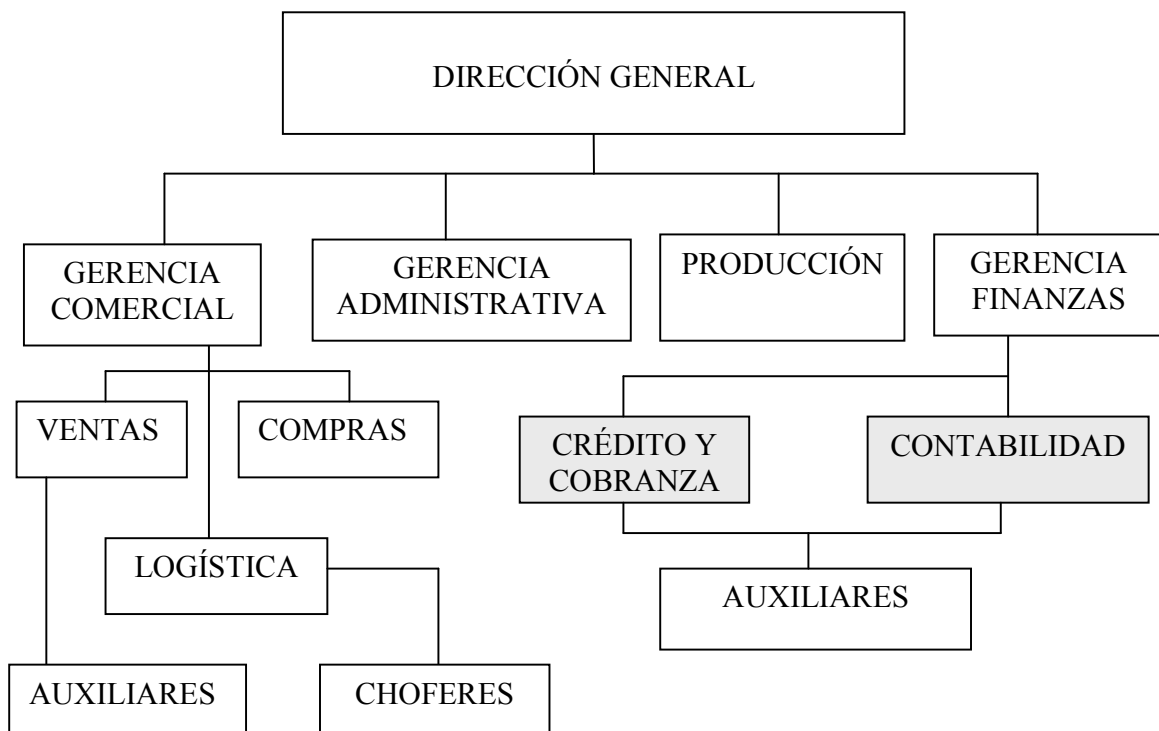 DIRECCIÓN GENERAL
GERENCIA
COMERCIAL
GERENCIA
ADMINISTRATIVA
PRODUCCIÓN
GERENCIA
FINANZAS
VENTAS
COMPRAS
CRÉDITO Y
COBRANZA
CONTABILIDAD
LOGÍSTICA
AUXILIARES
AUXILIARES
CHOFERES